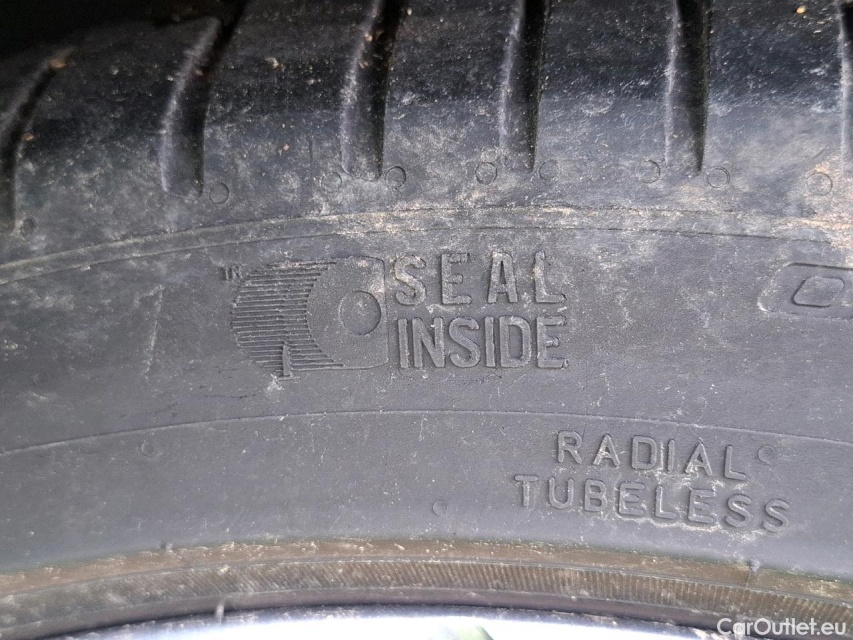 SEAL
INSIDE
RADIAL
TUBELESS
CarOutlet.eu